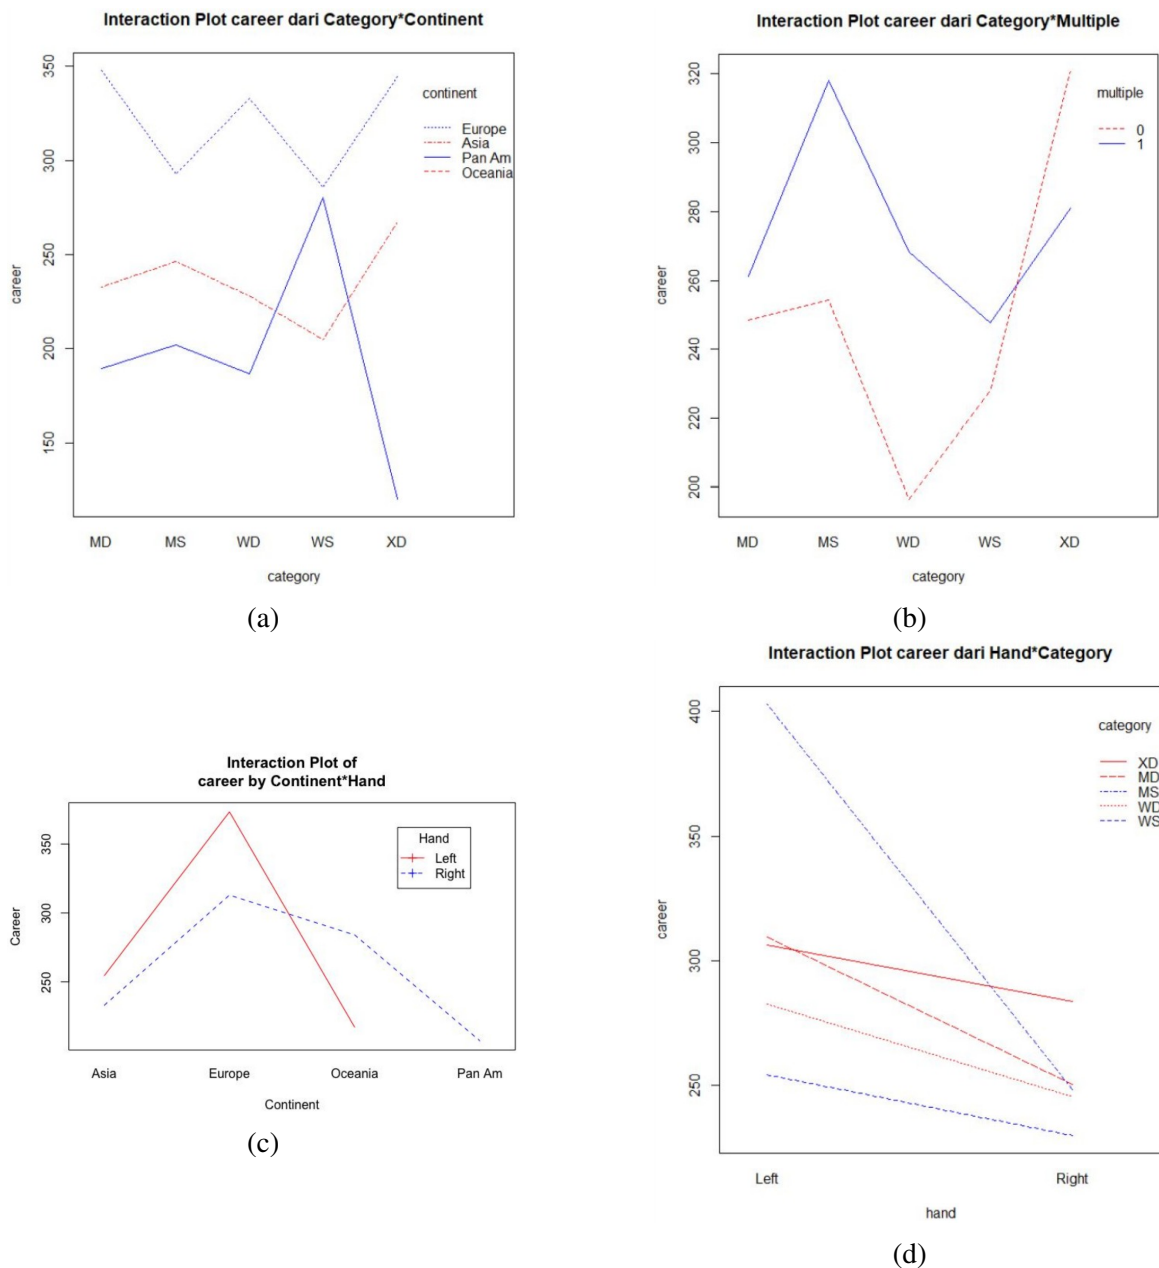 Interaction Plot career dari Category*Continent
career
350
300
250
200
150
continent
Europe
Asia
Pan Am
Oceania
MD MS WD WS XD
category
(a)
Interaction Plot career dari Category*Multiple
career
320
300
280
260
240
220
200
multiple
0
1
MD MS WD WS XD
category
(b)
Interaction Plot of
career by Continent*Hand
Career
350
300
250
Hand
Left
Right
Asia Europe Oceania Pan Am
Continent
(c)
Interaction Plot career dari Hand*Category
career
400
350
300
250
category
XD
MD
MS
WD
WS
Left Right
hand
(d)